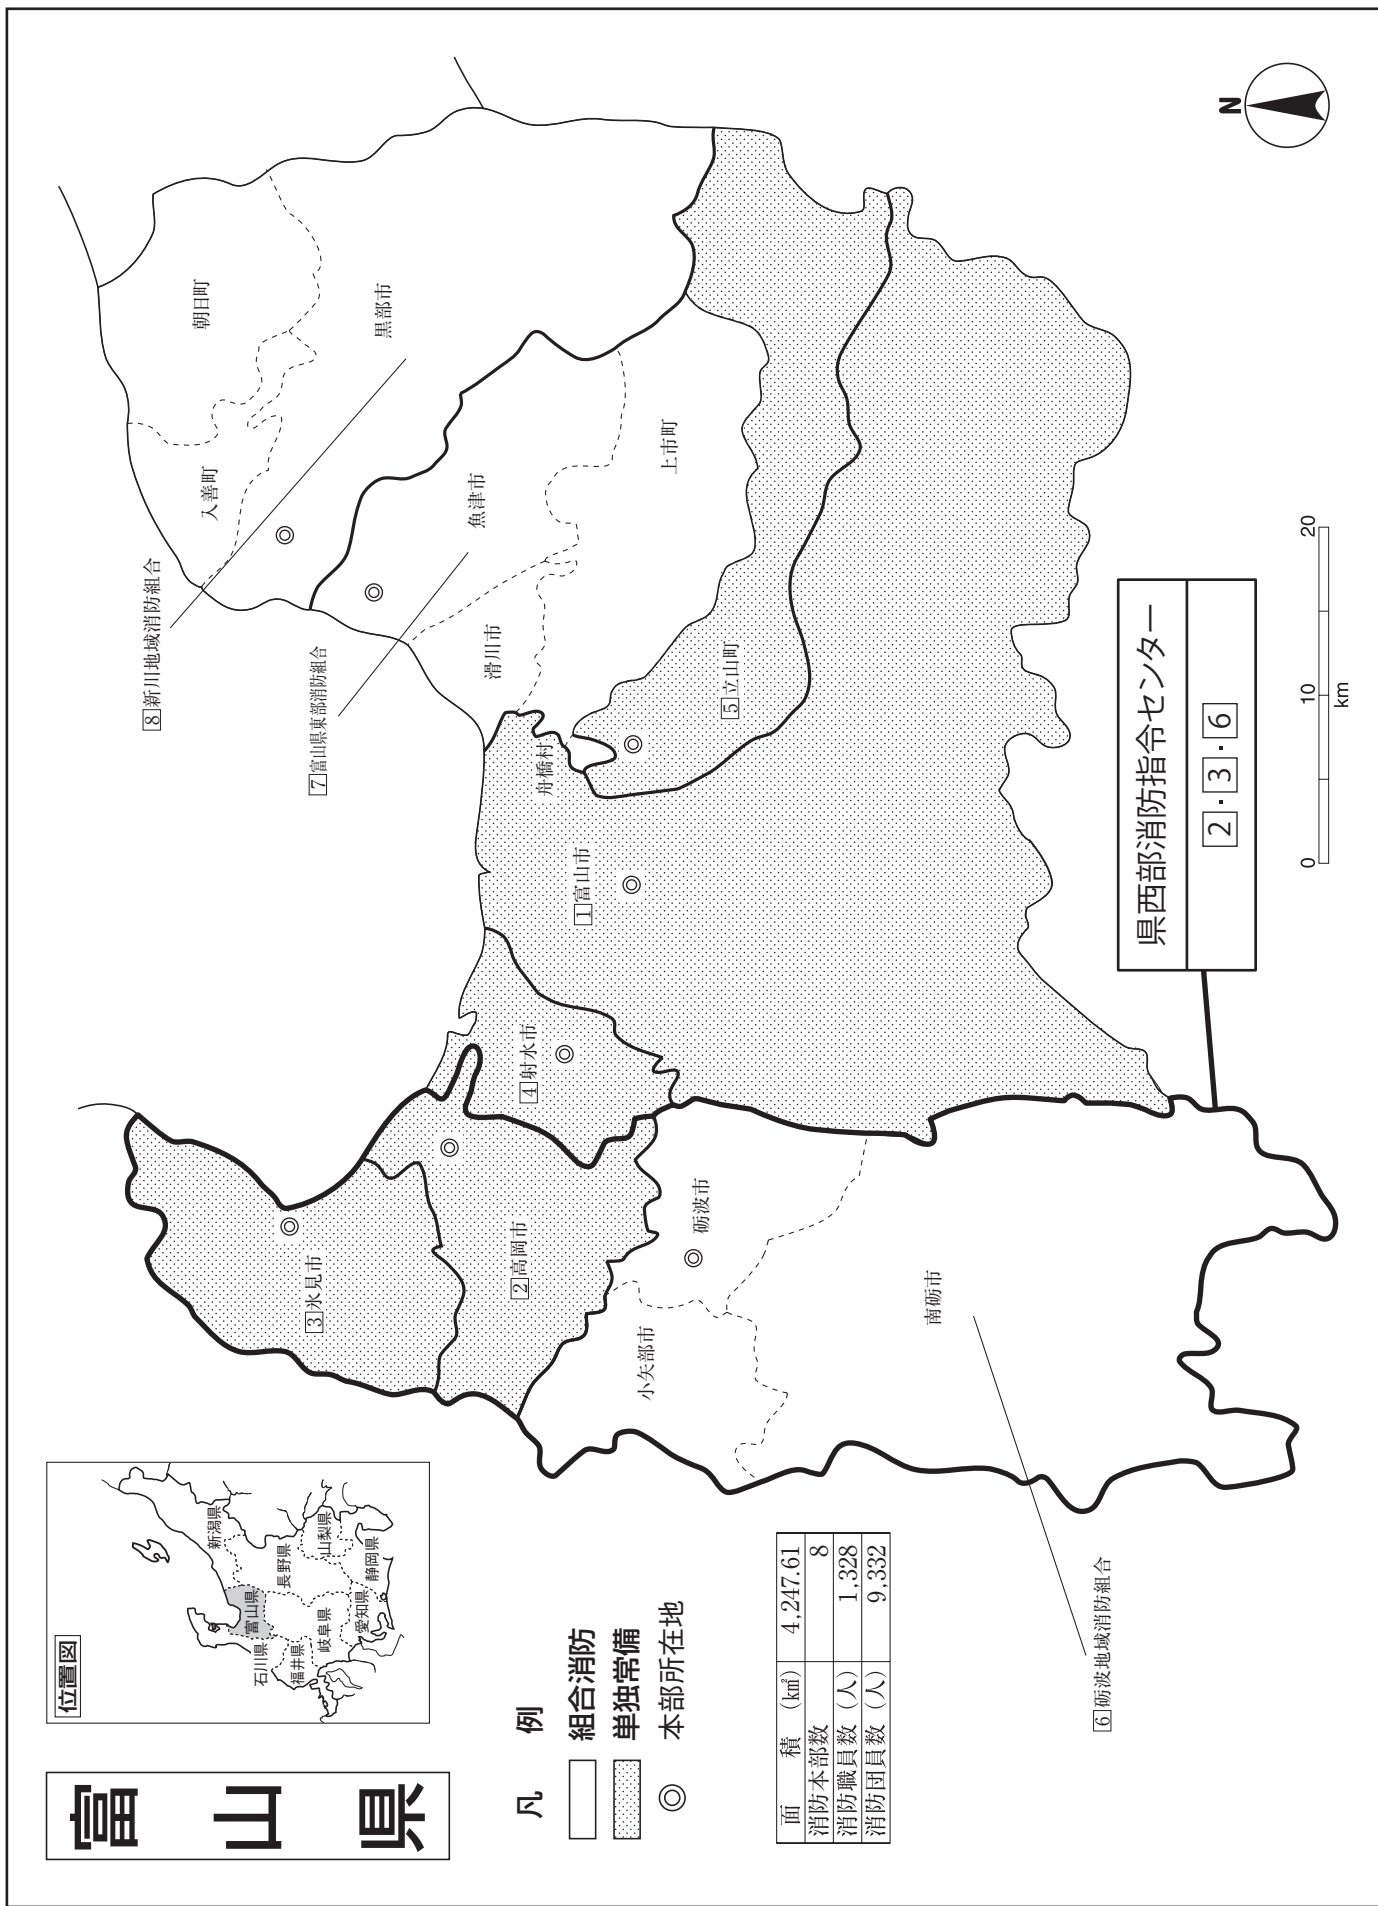 富山県
位置図
新潟県
富山県
石川県
長野県
福井県
岐阜県
山梨県
愛知県
静岡県
凡例
組合消防
単独常備
本部所在地
面積(㎢) 4,247.61
消防本部数 8
消防職員数(人) 1,328
消防団員数(人) 9,332
N
朝日町
入善町
黒部市
8 新川地域消防組合
魚津市
7 富山県東部消防組合
滑川市
上市町
舟橋村
5 立山町
1 富山市
4 射水市
3 氷見市
2 高岡市
砺波市
小矢部市
南砺市
6 砺波地域消防組合
県西部消防指令センター
2・3・6
0 10 20
km